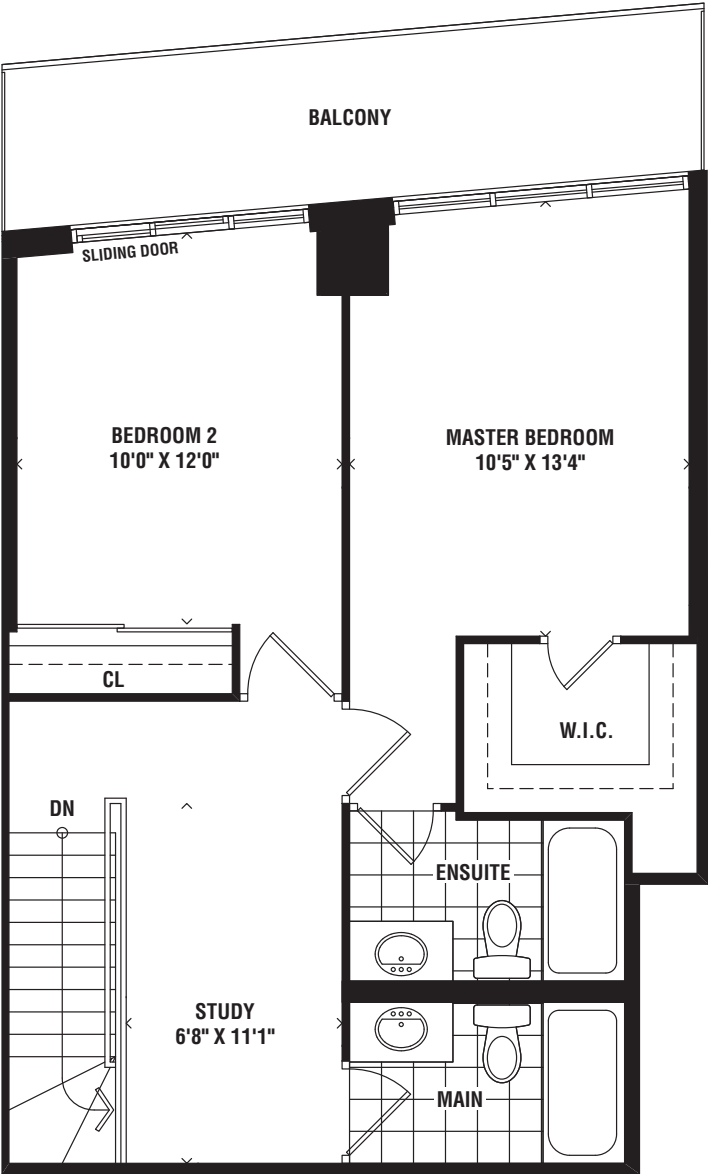 BALCONY
SLIDING DOOR
BEDROOM 2
10'0" X 12'0"
MASTER BEDROOM
10'5" X 13'4"
CL
W.I.C.
DN
ENSUITE
STUDY
6'8" X 11'1"
MAIN